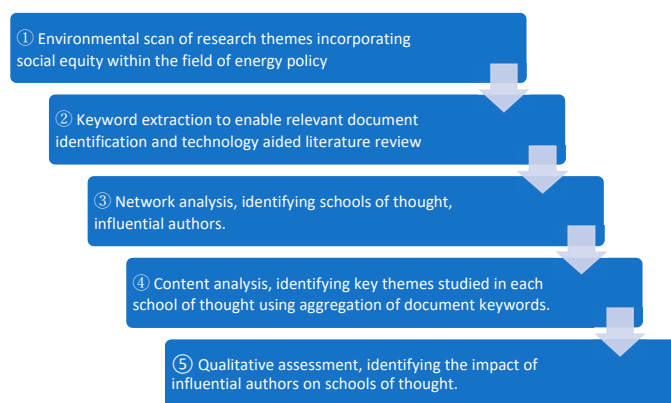 ① Environmental scan of research themes incorporating
social equity within the field of energy policy
② Keyword extraction to enable relevant document
identification and technology aided literature review
③ Network analysis, identifying schools of thought,
influential authors.
④ Content analysis, identifying key themes studied in each
school of thought using aggregation of document keywords.
⑤ Qualitative assessment, identifying the impact of
influential authors on schools of thought.